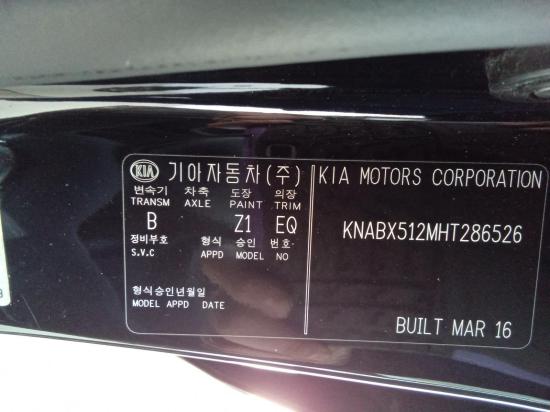 KIA 기아자동차(주)
변속기 차축 도장 의장
TRANSM AXLE PAINT TRIM
B Z1 EQ
정비부호 형식 승인 번호
S.V.C APPD MODEL NO
형식승인년월일
MODEL APPD DATE
KIA MOTORS CORPORATION
KNABX512MHT286526
BUILT MAR 16